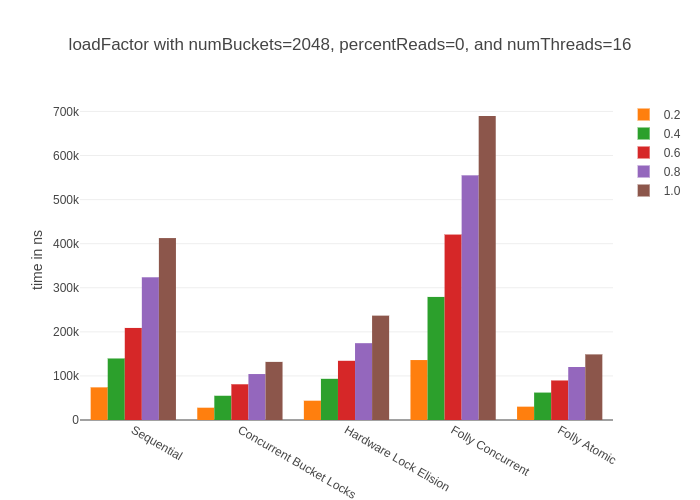 loadFactor with numBuckets=2048, percentReads=0, and numThreads=16
700k
600k
500k
400k
300k
200k
100k
0
time in ns
Sequential
Concurrent Bucket Locks
Hardware Lock Elision
Folly Concurrent
Folly Atomic
0.2
0.4
0.6
0.8
1.0